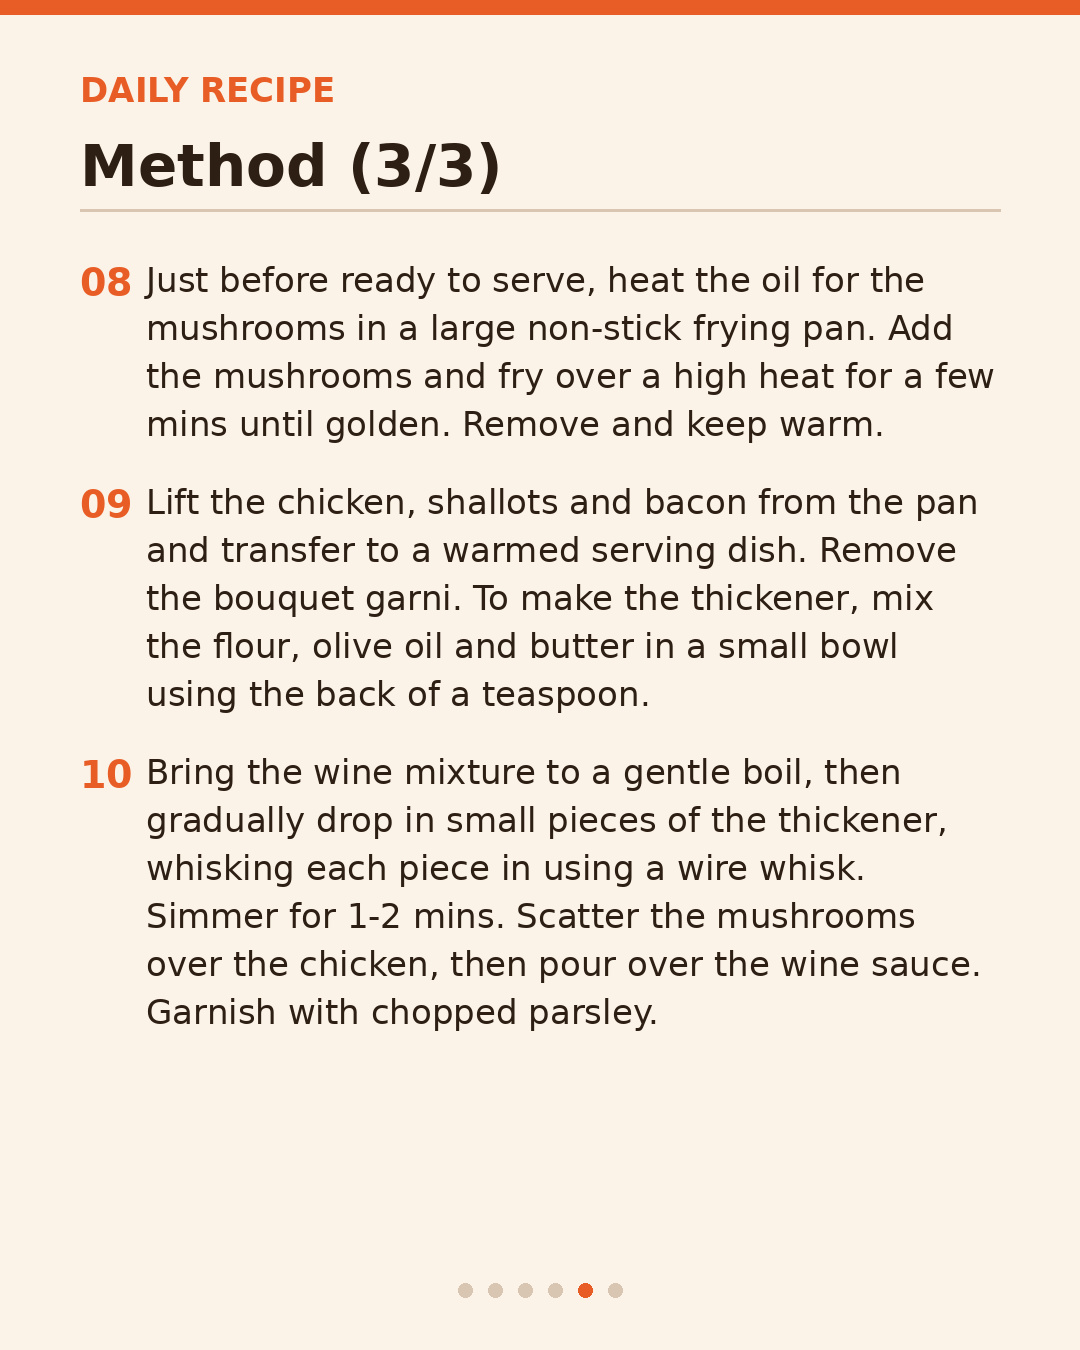 DAILY RECIPE
Method (3/3)
08 Just before ready to serve, heat the oil for the
mushrooms in a large non-stick frying pan. Add
the mushrooms and fry over a high heat for a few
mins until golden. Remove and keep warm.
09 Lift the chicken, shallots and bacon from the pan
and transfer to a warmed serving dish. Remove
the bouquet garni. To make the thickener, mix
the flour, olive oil and butter in a small bowl
using the back of a teaspoon.
10 Bring the wine mixture to a gentle boil, then
gradually drop in small pieces of the thickener,
whisking each piece in using a wire whisk.
Simmer for 1-2 mins. Scatter the mushrooms
over the chicken, then pour over the wine sauce.
Garnish with chopped parsley.